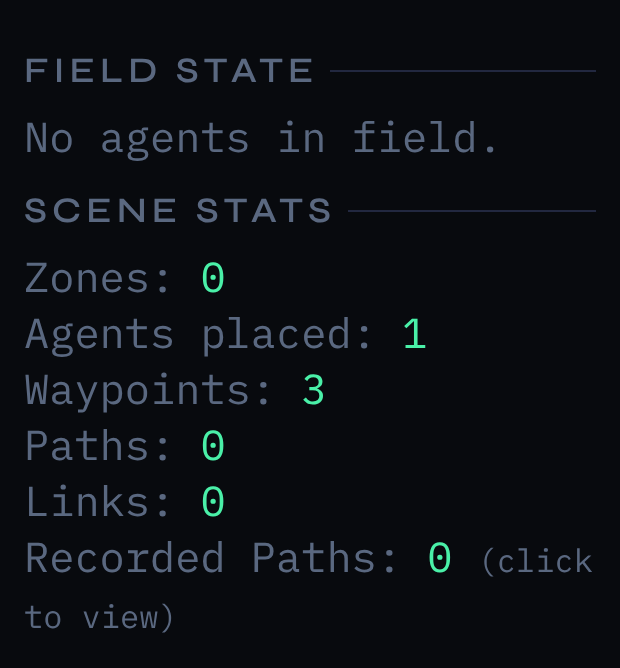 FIELD STATE
No agents in field.
SCENE STATS
Zones: 0
Agents placed: 1
Waypoints: 3
Paths: 0
Links: 0
Recorded Paths: 0 (click
to view)